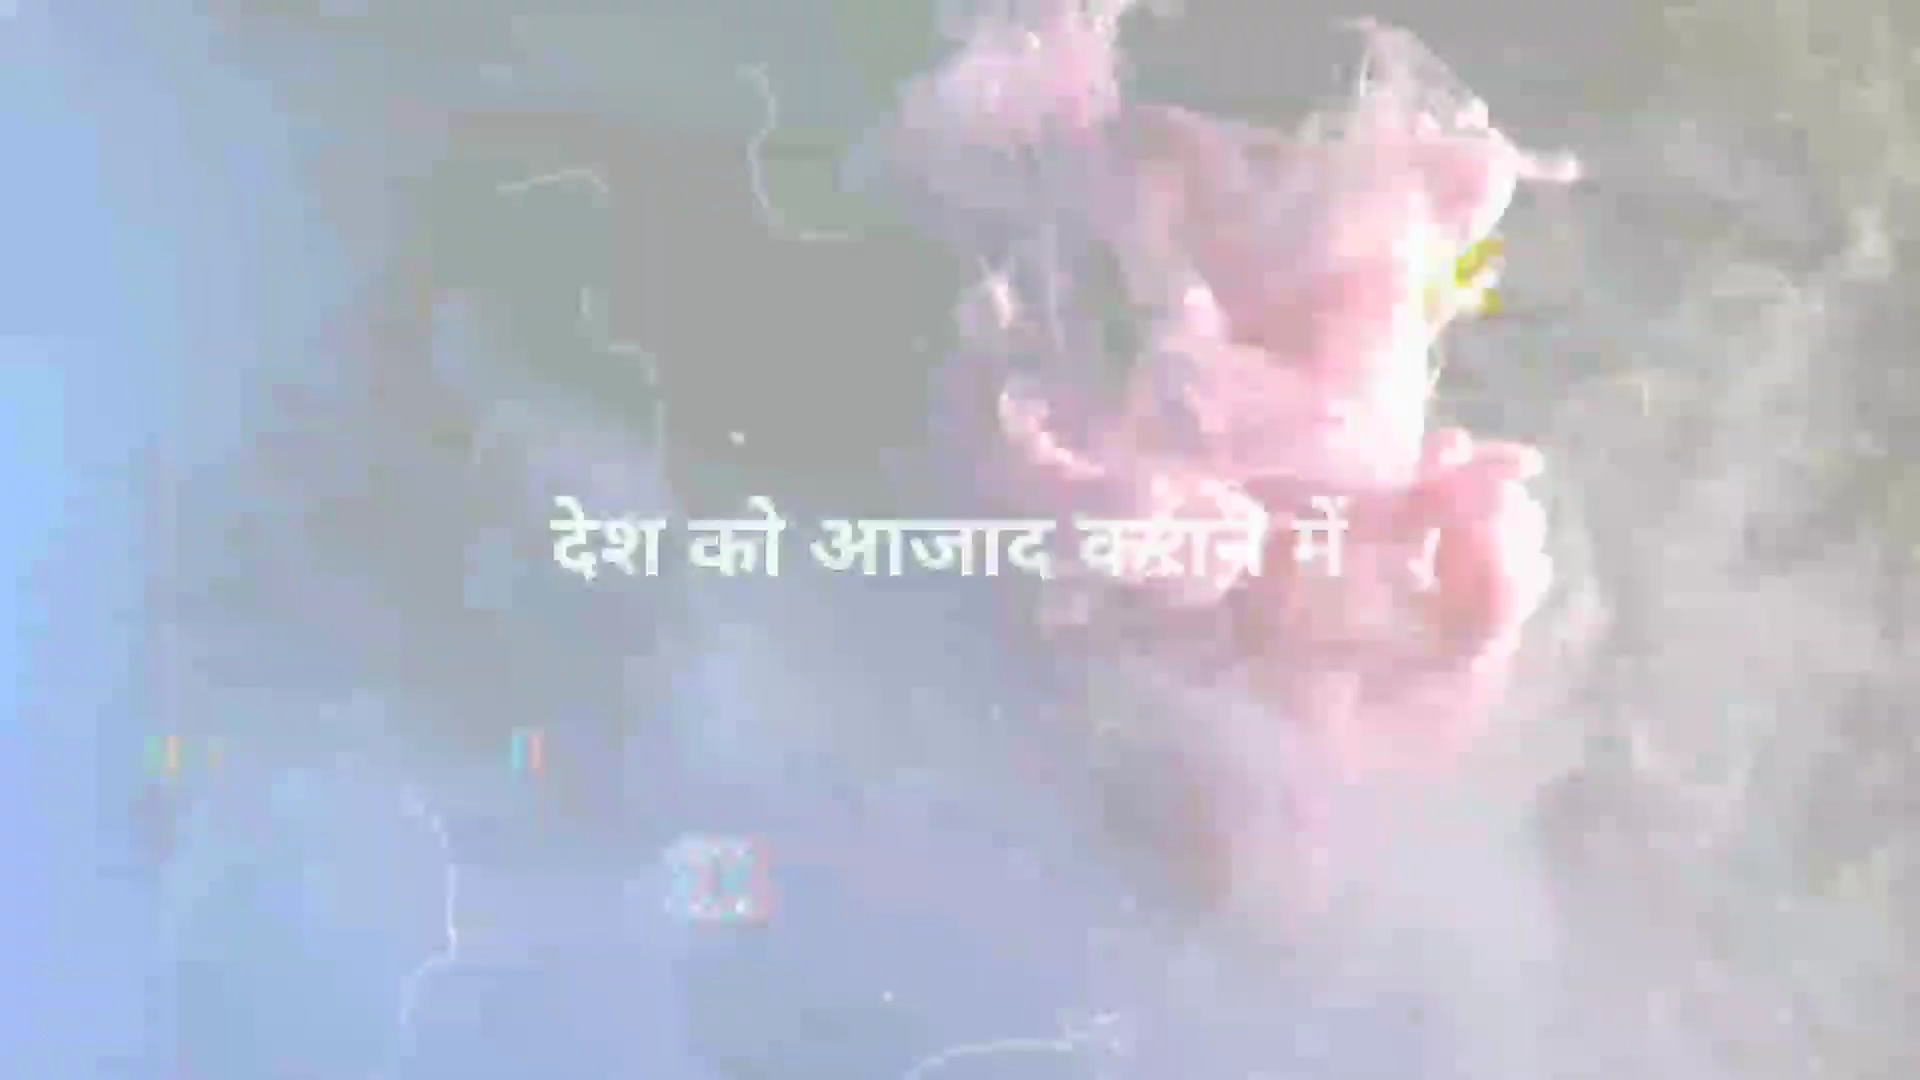 देश को आजाद कराने में